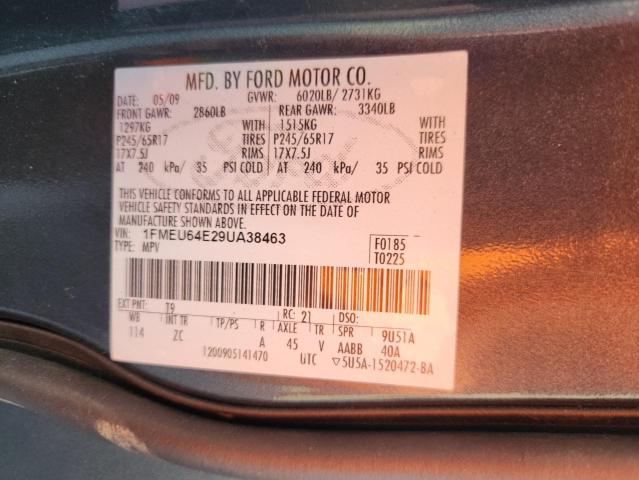 MFD. BY FORD MOTOR CO.
DATE: 05/09 GVWR: 6020LB/ 2731KG
FRONT GAWR: 2860LB REAR GAWR: 3340LB
1297KG WITH 1515KG WITH
P245/65R17 TIRES P245/65R17 TIRES
17X7.5J RIMS 17X7.5J RIMS
AT 240 kPa/ 35 PSI COLD AT 240 kPa/ 35 PSI COLD
THIS VEHICLE CONFORMS TO ALL APPLICABLE FEDERAL MOTOR
VEHICLE SAFETY STANDARDS IN EFFECT ON THE DATE OF
MANUFACTURE SHOWN ABOVE.
VIN: 1FMEU64E29UA38463 F0185
TYPE: MPV T0225
EXT PNT: T9 RC: 21
WB INT TR TP/PS R AXLE TR SPR 9U51A
114 ZC A 45 V AABB 40A
1200905141470 UTC ▽5U5A-1520472-BA